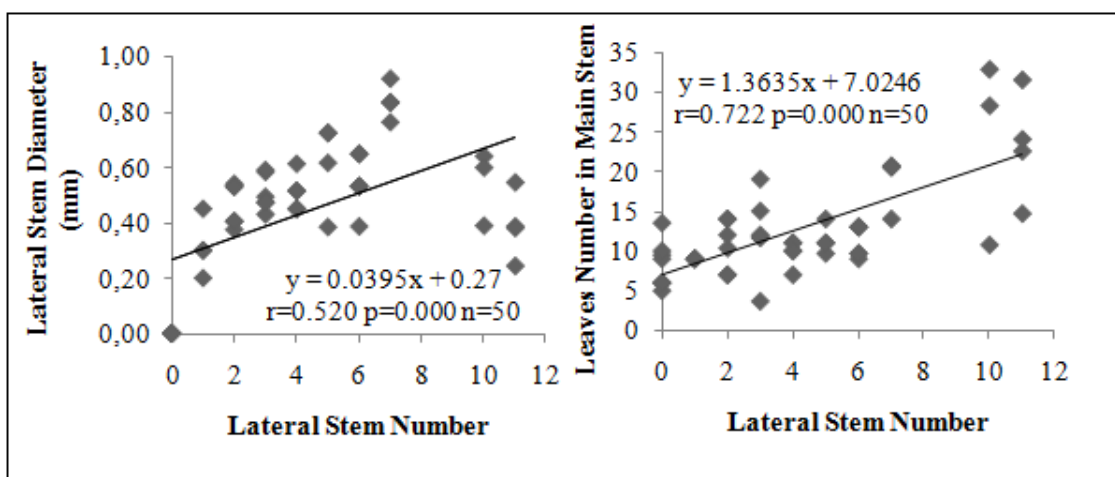 Lateral Stem Diameter
(mm)
1,00
0,80
0,60
0,40
0,20
0,00
y = 0.0395x + 0.27
r=0.520 p=0.000 n=50
0 2 4 6 8 10 12
Lateral Stem Number
Leaves Number in Main Stem
35
30
25
20
15
10
5
0
y = 1.3635x + 7.0246
r=0.722 p=0.000 n=50
0 2 4 6 8 10 12
Lateral Stem Number